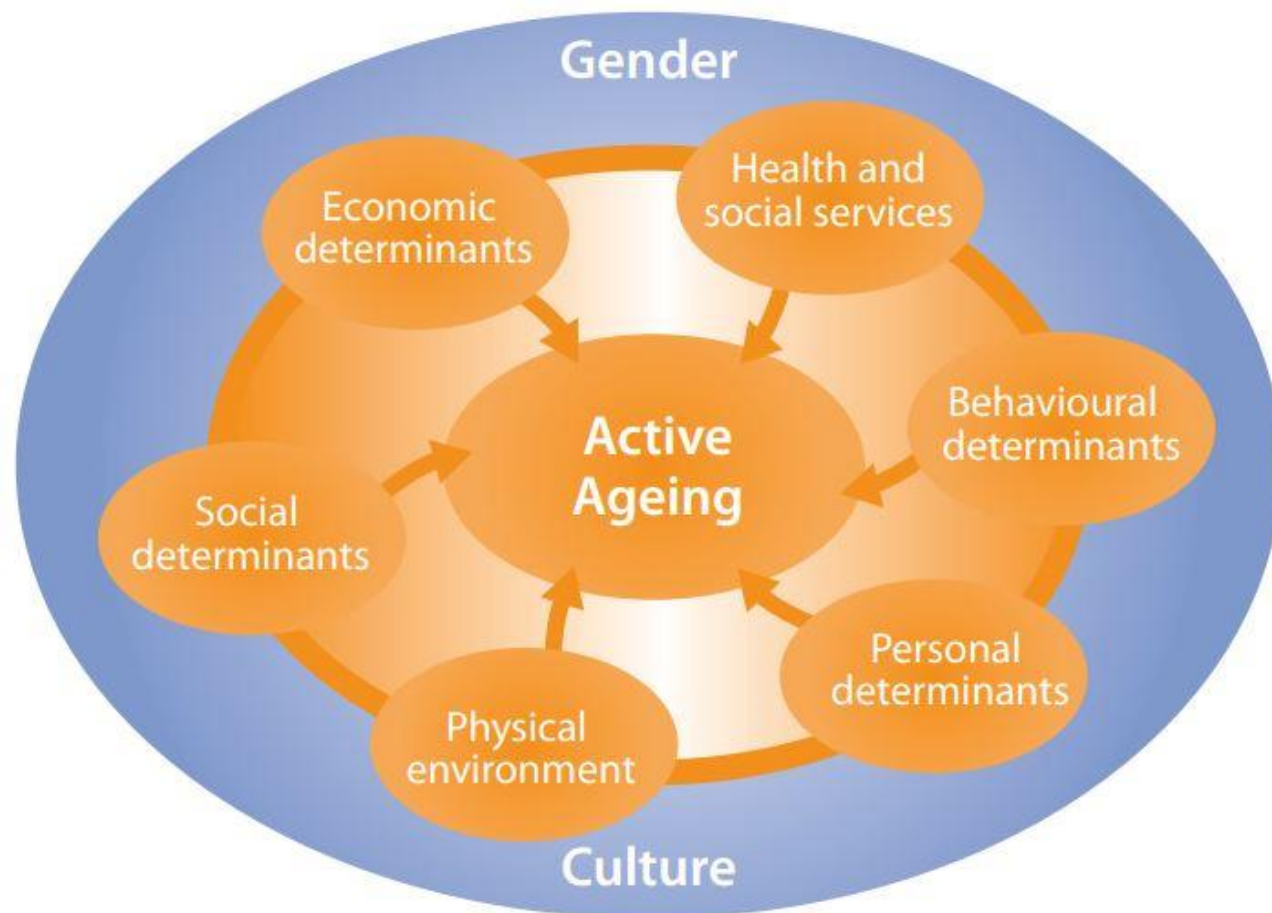 Gender
Health and
social services
Economic
determinants
Behavioural
determinants
Active
Ageing
Social
determinants
Personal
determinants
Physical
environment
Culture